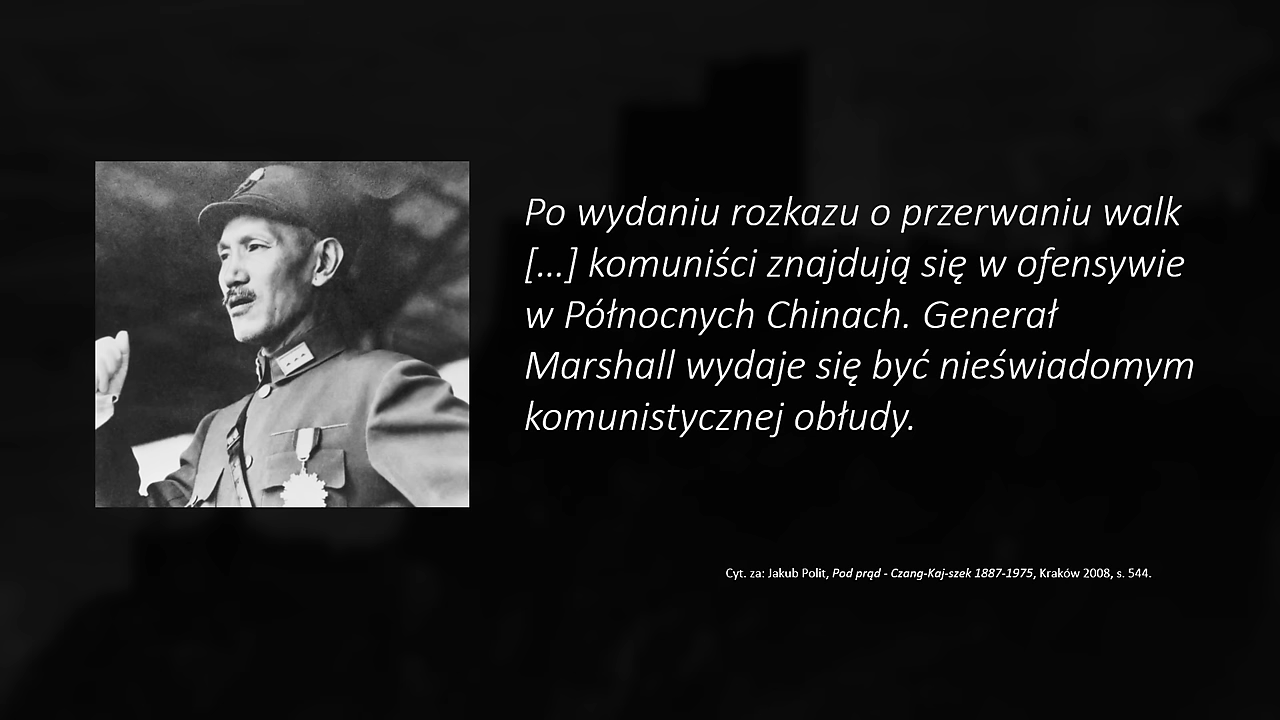 Po wydaniu rozkazu o przerwaniu walk
[...] komuniści znajdują się w ofensywie
w Północnych Chinach. Generał
Marshall wydaje się być nieświadomym
komunistycznej obłudy.
Cyt. za: Jakub Polit, Pod prąd - Czang-Kaj-szek 1887-1975, Kraków 2008, s. 544.